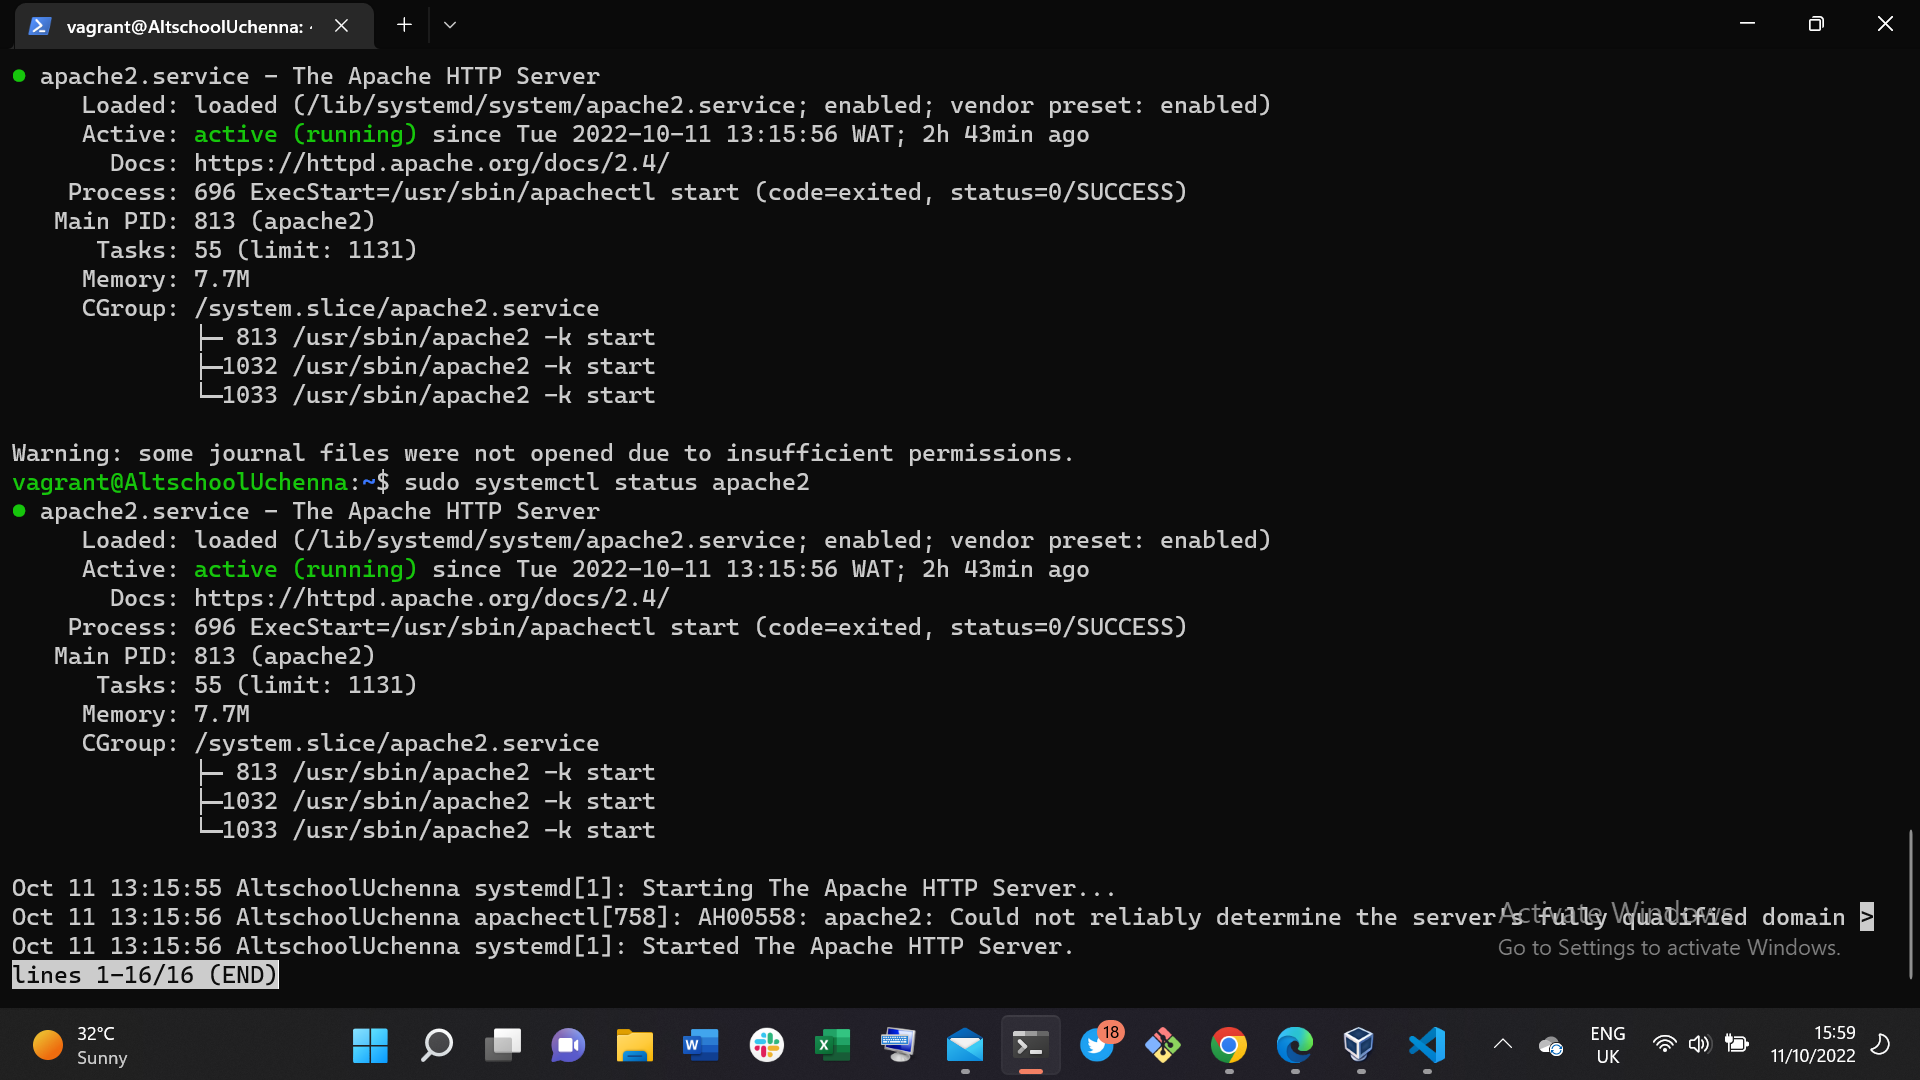 vagrant@AltschoolUchenna: ~
● apache2.service - The Apache HTTP Server
     Loaded: loaded (/lib/systemd/system/apache2.service; enabled; vendor preset: enabled)
     Active: active (running) since Tue 2022-10-11 13:15:56 WAT; 2h 43min ago
       Docs: https://httpd.apache.org/docs/2.4/
    Process: 696 ExecStart=/usr/sbin/apachectl start (code=exited, status=0/SUCCESS)
   Main PID: 813 (apache2)
      Tasks: 55 (limit: 1131)
     Memory: 7.7M
     CGroup: /system.slice/apache2.service
             ├─ 813 /usr/sbin/apache2 -k start
             ├─1032 /usr/sbin/apache2 -k start
             └─1033 /usr/sbin/apache2 -k start
Warning: some journal files were not opened due to insufficient permissions.
vagrant@AltschoolUchenna:~$ sudo systemctl status apache2
● apache2.service - The Apache HTTP Server
     Loaded: loaded (/lib/systemd/system/apache2.service; enabled; vendor preset: enabled)
     Active: active (running) since Tue 2022-10-11 13:15:56 WAT; 2h 43min ago
       Docs: https://httpd.apache.org/docs/2.4/
    Process: 696 ExecStart=/usr/sbin/apachectl start (code=exited, status=0/SUCCESS)
   Main PID: 813 (apache2)
      Tasks: 55 (limit: 1131)
     Memory: 7.7M
     CGroup: /system.slice/apache2.service
             ├─ 813 /usr/sbin/apache2 -k start
             ├─1032 /usr/sbin/apache2 -k start
             └─1033 /usr/sbin/apache2 -k start
Oct 11 13:15:55 AltschoolUchenna systemd[1]: Starting The Apache HTTP Server...
Oct 11 13:15:56 AltschoolUchenna apachectl[758]: AH00558: apache2: Could not reliably determine the server's fully qualified domain >
Oct 11 13:15:56 AltschoolUchenna systemd[1]: Started The Apache HTTP Server.
lines 1-16/16 (END)
Activate Windows
Go to Settings to activate Windows.
32°C
Sunny
18
ENG
UK
15:59
11/10/2022